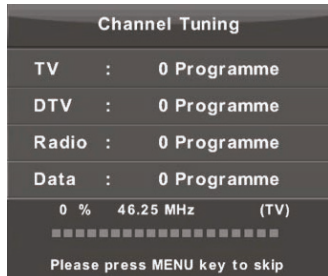 Channel Tuning
TV : 0 Programme
DTV : 0 Programme
Radio : 0 Programme
Data : 0 Programme
0 % 46.25 MHz (TV)
Please press MENU key to skip